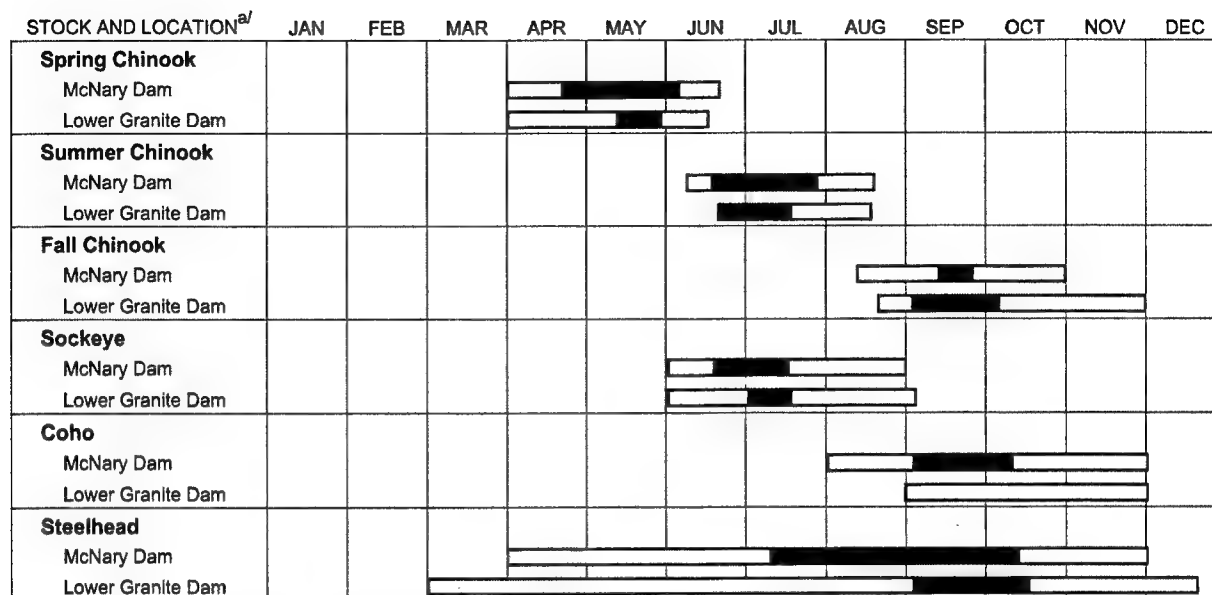 STOCK AND LOCATION a/ JAN FEB MAR APR MAY JUN JUL AUG SEP OCT NOV DEC
Spring Chinook
McNary Dam
Lower Granite Dam
Summer Chinook
McNary Dam
Lower Granite Dam
Fall Chinook
McNary Dam
Lower Granite Dam
Sockeye
McNary Dam
Lower Granite Dam
Coho
McNary Dam
Lower Granite Dam
Steelhead
McNary Dam
Lower Granite Dam